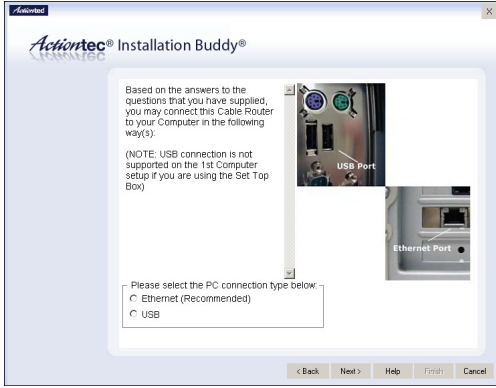 Actiontec
X
Actiontec® Installation Buddy®
Based on the answers to the
questions that you have supplied,
you may connect this Cable Router
to your Computer in the following
way(s):
(NOTE: USB connection is not
supported on the 1st Computer
setup if you are using the Set Top
Box)
USB Port
Ethernet Port
Please select the PC connection type below:
Ethernet (Recommended)
USB
< Back Next > Help Finish Cancel